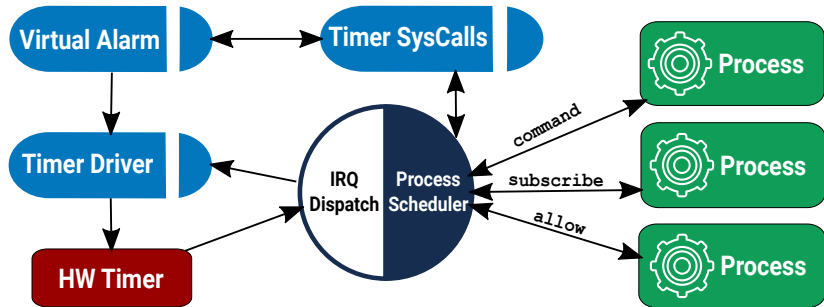 Virtual Alarm
Timer SysCalls
Process
command
Timer Driver
IRQ
Dispatch
Process
Scheduler
subscribe
Process
allow
HW Timer
Process